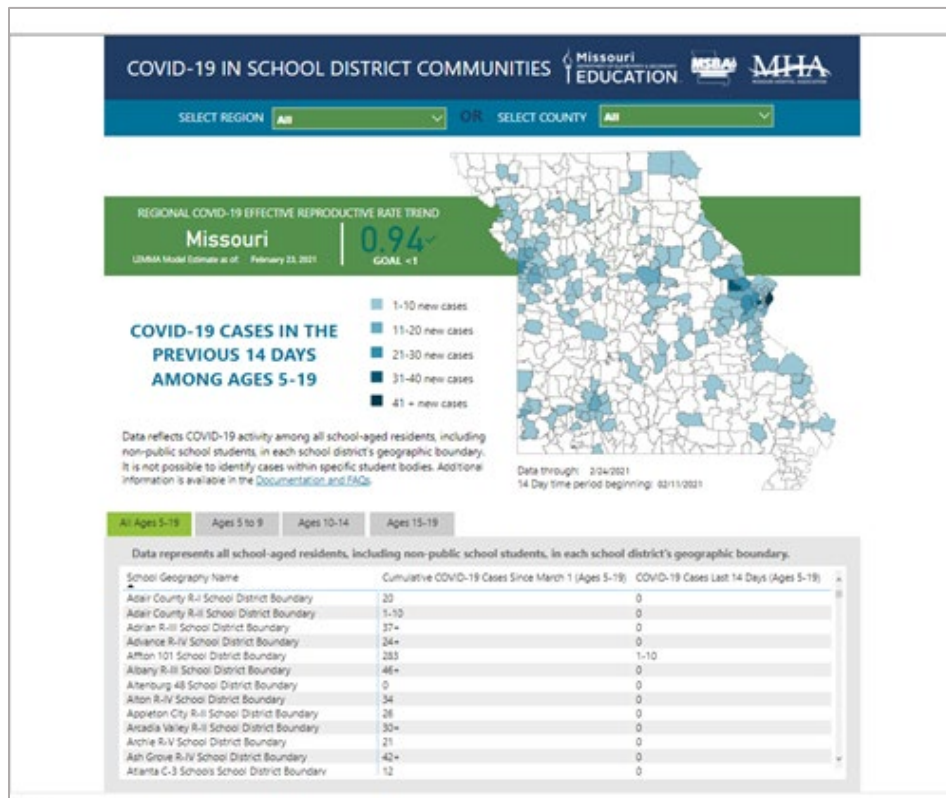 COVID-19 IN SCHOOL DISTRICT COMMUNITIES
Missouri
DEPARTMENT OF ELEMENTARY & SECONDARY
EDUCATION
MSBA
MHA
MISSOURI HOSPITAL ASSOCIATION
SELECT REGION All OR SELECT COUNTY All
REGIONAL COVID-19 EFFECTIVE REPRODUCTIVE RATE TREND
Missouri
LEMMA Model Estimate as of: February 23, 2021
0.94✓
GOAL <1
COVID-19 CASES IN THE
PREVIOUS 14 DAYS
AMONG AGES 5-19
1-10 new cases
11-20 new cases
21-30 new cases
31-40 new cases
41 + new cases
Data reflects COVID-19 activity among all school-aged residents, including
non-public school students, in each school district's geographic boundary.
It is not possible to identify cases within specific student bodies. Additional
information is available in the Documentation and FAQs.
Data through: 2/24/2021
14 Day time period beginning: 02/11/2021
All Ages 5-19 Ages 5 to 9 Ages 10-14 Ages 15-19
Data represents all school-aged residents, including non-public school students, in each school district's geographic boundary.
School Geography Name Cumulative COVID-19 Cases Since March 1 (Ages 5-19) COVID-19 Cases Last 14 Days (Ages 5-19)
Adair County R-I School District Boundary 20 0
Adair County R-II School District Boundary 1-10 0
Adrian R-III School District Boundary 37+ 0
Advance R-IV School District Boundary 24+ 0
Affton 101 School District Boundary 283 1-10
Albany R-III School District Boundary 46+ 0
Altenburg 48 School District Boundary 0 0
Alton R-IV School District Boundary 34 0
Appleton City R-II School District Boundary 26 0
Arcadia Valley R-II School District Boundary 30+ 0
Archie R-V School District Boundary 21 0
Ash Grove R-IV School District Boundary 42+ 0
Atlanta C-3 Schools School District Boundary 12 0